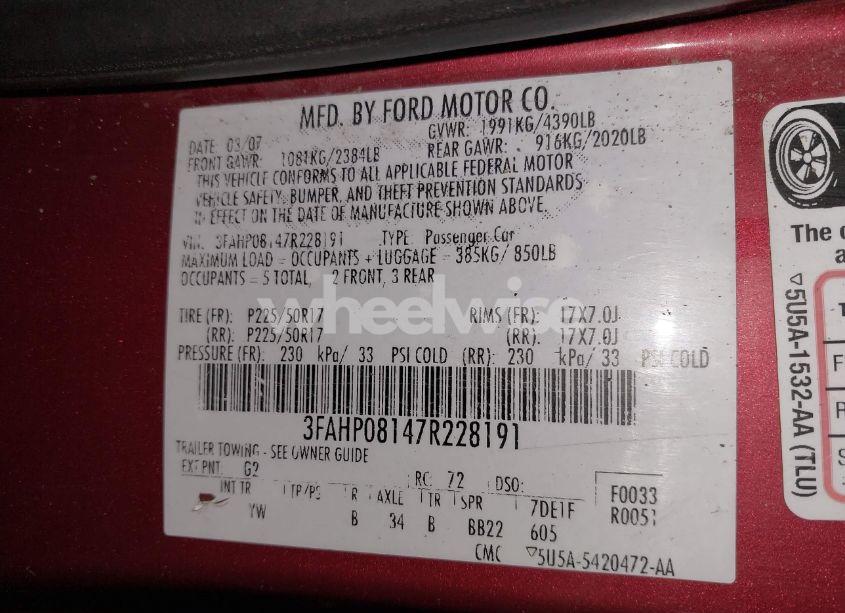 MFD. BY FORD MOTOR CO.
DATE 03/07 GVWR: 1991KG/4390LB
FRONT GAWR: 1081KG/2384LB REAR GAWR: 916KG/2020LB
THIS VEHICLE CONFORMS TO ALL APPLICABLE FEDERAL MOTOR
VEHICLE SAFETY, BUMPER, AND THEFT PREVENTION STANDARDS
IN EFFECT ON THE DATE OF MANUFACTURE SHOWN ABOVE.
VIN: 3FAHP08147R228191 TYPE: Passenger Car
MAXIMUM LOAD = OCCUPANTS + LUGGAGE = 385KG/ 850LB
OCCUPANTS = 5 TOTAL, 2 FRONT, 3 REAR
wheelwise
TIRE (FR): P225/50R17 RIMS (FR): 17X7.0J
(RR): P225/50R17 (RR): 17X7.0J
PRESSURE (FR): 230 kPa/ 33 PSI COLD (RR): 230 kPa/ 33 PSI COLD
3FAHP08147R228191
TRAILER TOWING - SEE OWNER GUIDE
EXT PNT: G2 RC: 72 DSO:
INT TR TP/PS R AXLE TR SPR 7DE1F F0033
YW B 34 B BB22 605 R0051
CMC ▽5U5A-5420472-AA
▽5U5A-1532-AA (TLU)
The